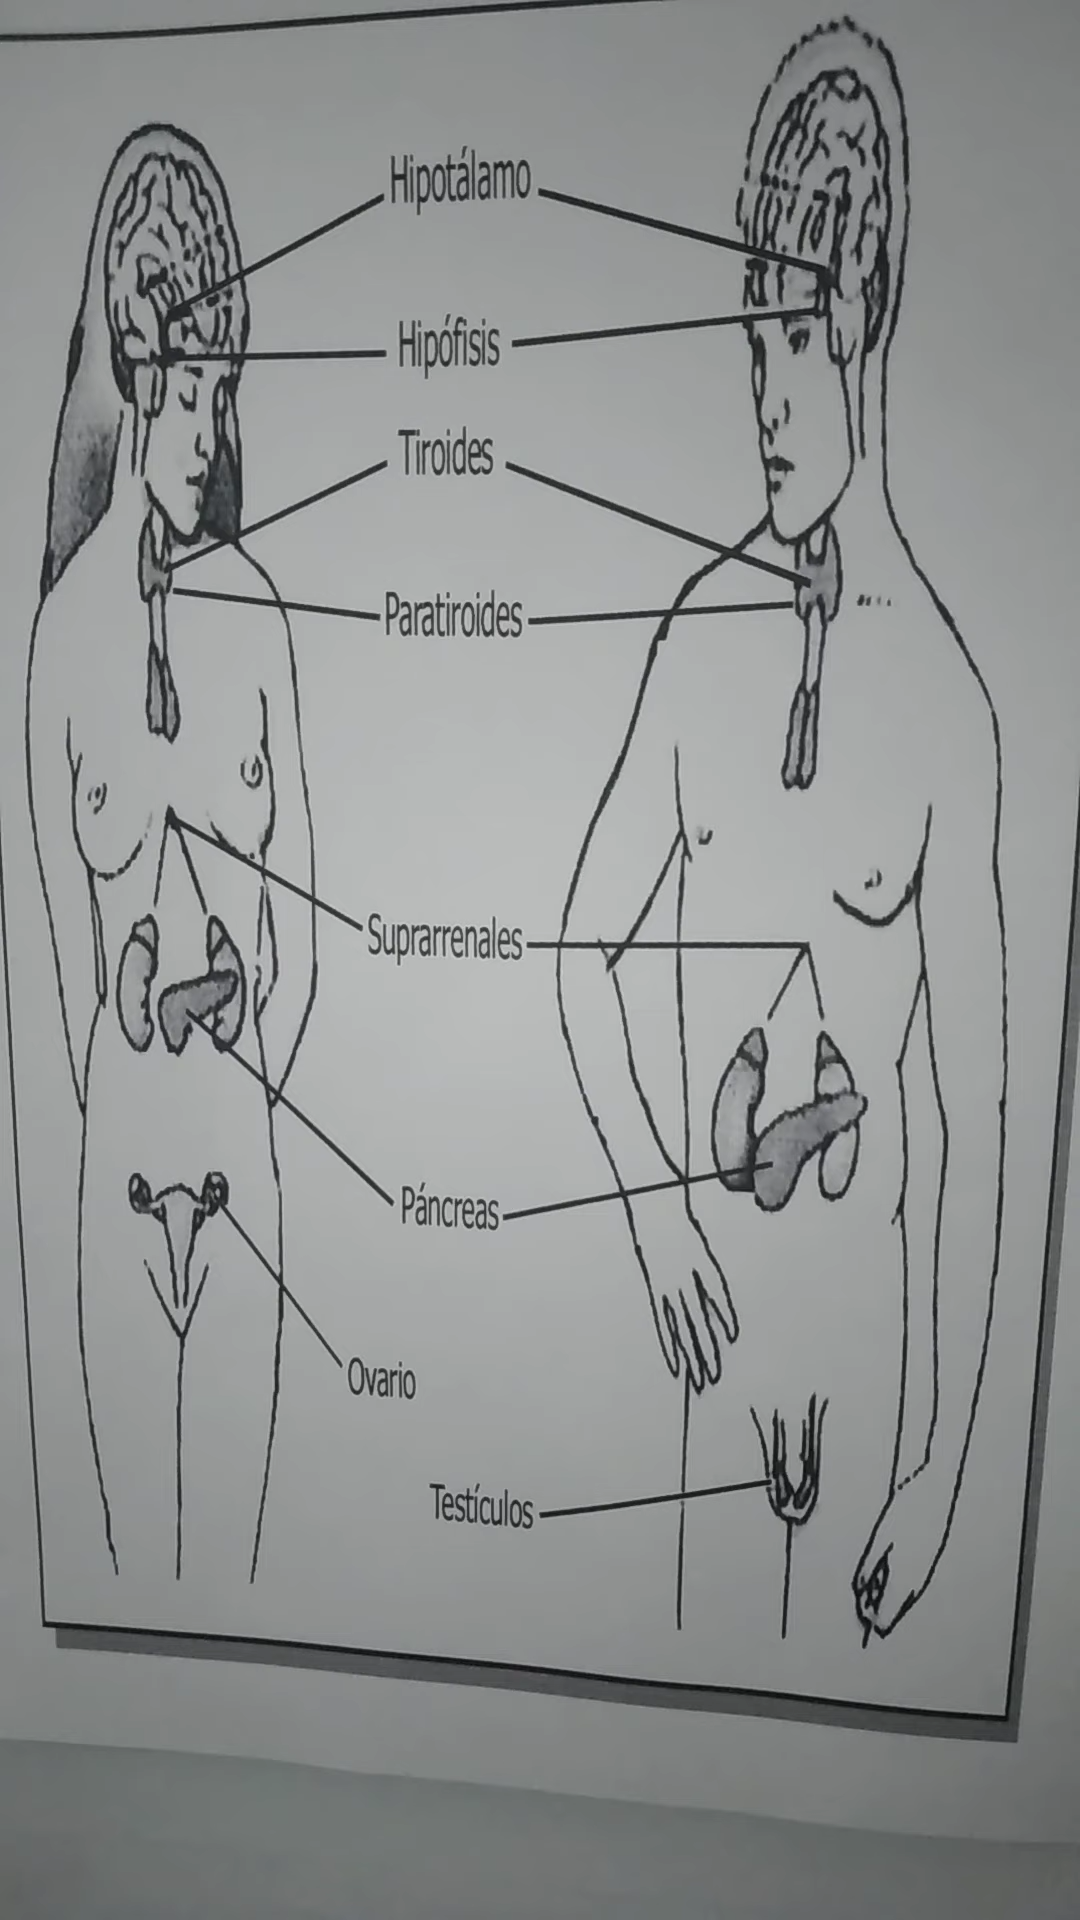 Hipotálamo
Hipófisis
Tiroides
Paratiroides
Suprarrenales
Páncreas
Ovario
Testículos